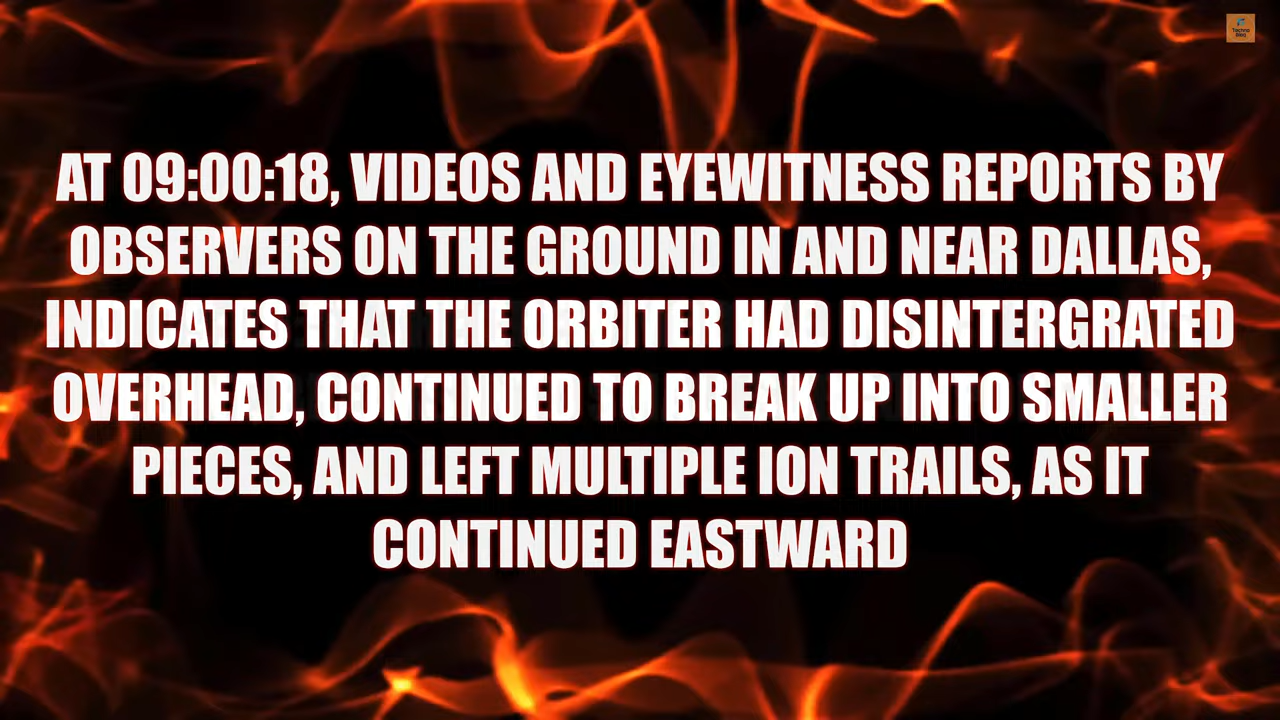 Techno
Bleq
AT 09:00:18, VIDEOS AND EYEWITNESS REPORTS BY
OBSERVERS ON THE GROUND IN AND NEAR DALLAS,
INDICATES THAT THE ORBITER HAD DISINTERGRATED
OVERHEAD, CONTINUED TO BREAK UP INTO SMALLER
PIECES, AND LEFT MULTIPLE ION TRAILS, AS IT
CONTINUED EASTWARD